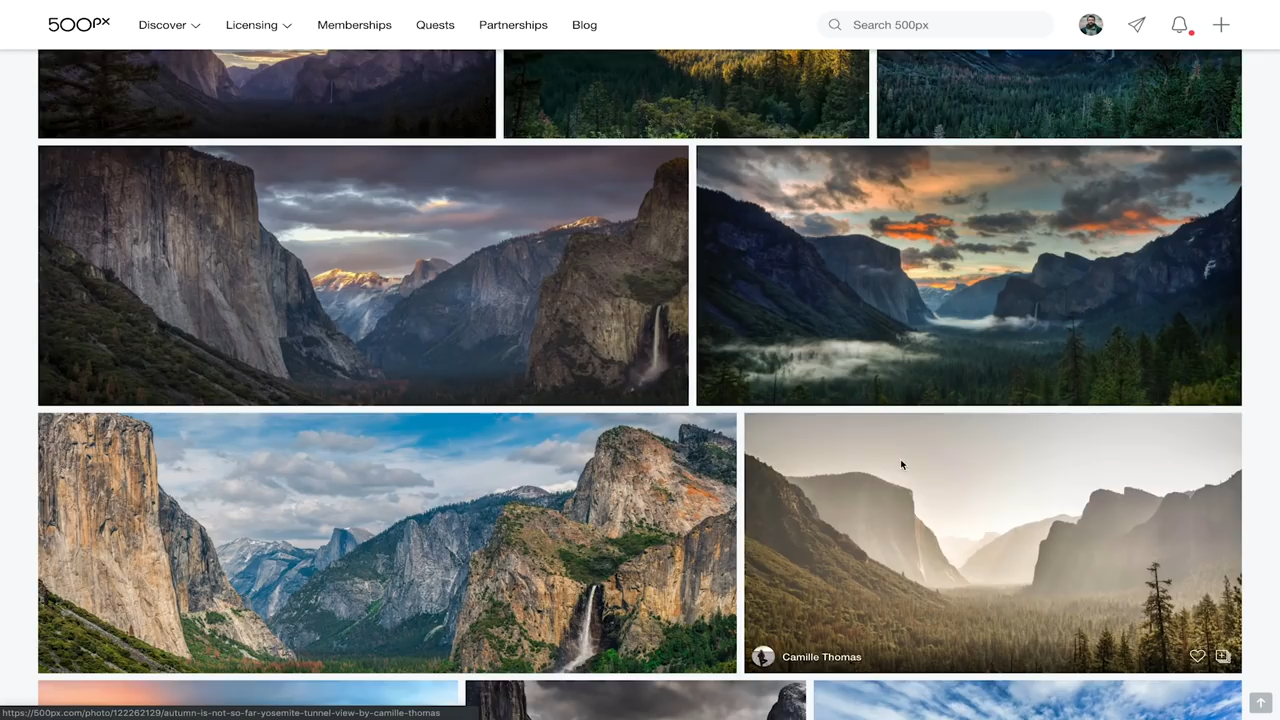 500px Discover Licensing Memberships Quests Partnerships Blog Search 500px
Camille Thomas
https://500px.com/photo/122262129/autumn-is-not-so-far-yosemite-tunnel-view-by-camille-thomas